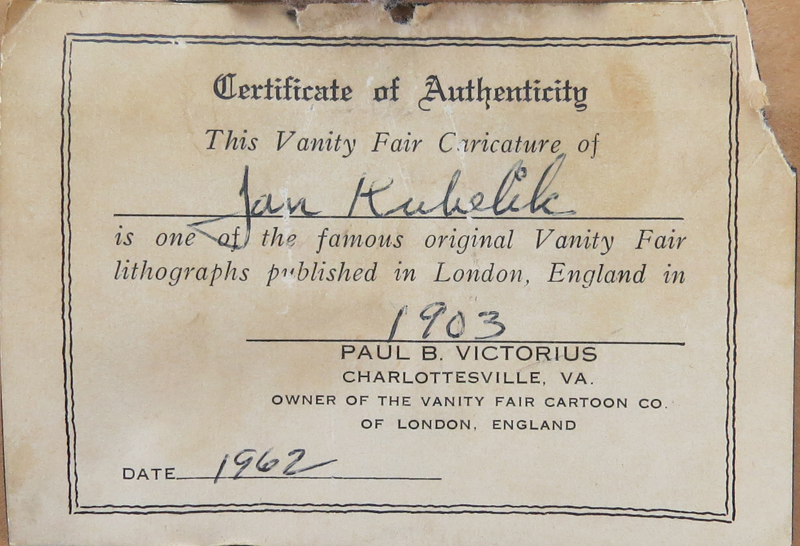 Certificate of Authenticity
This Vanity Fair Caricature of
Jan Kubelik
is one of the famous original Vanity Fair
lithographs published in London, England in
1903
PAUL B. VICTORIUS
CHARLOTTESVILLE, VA.
OWNER OF THE VANITY FAIR CARTOON CO.
OF LONDON, ENGLAND
DATE 1962